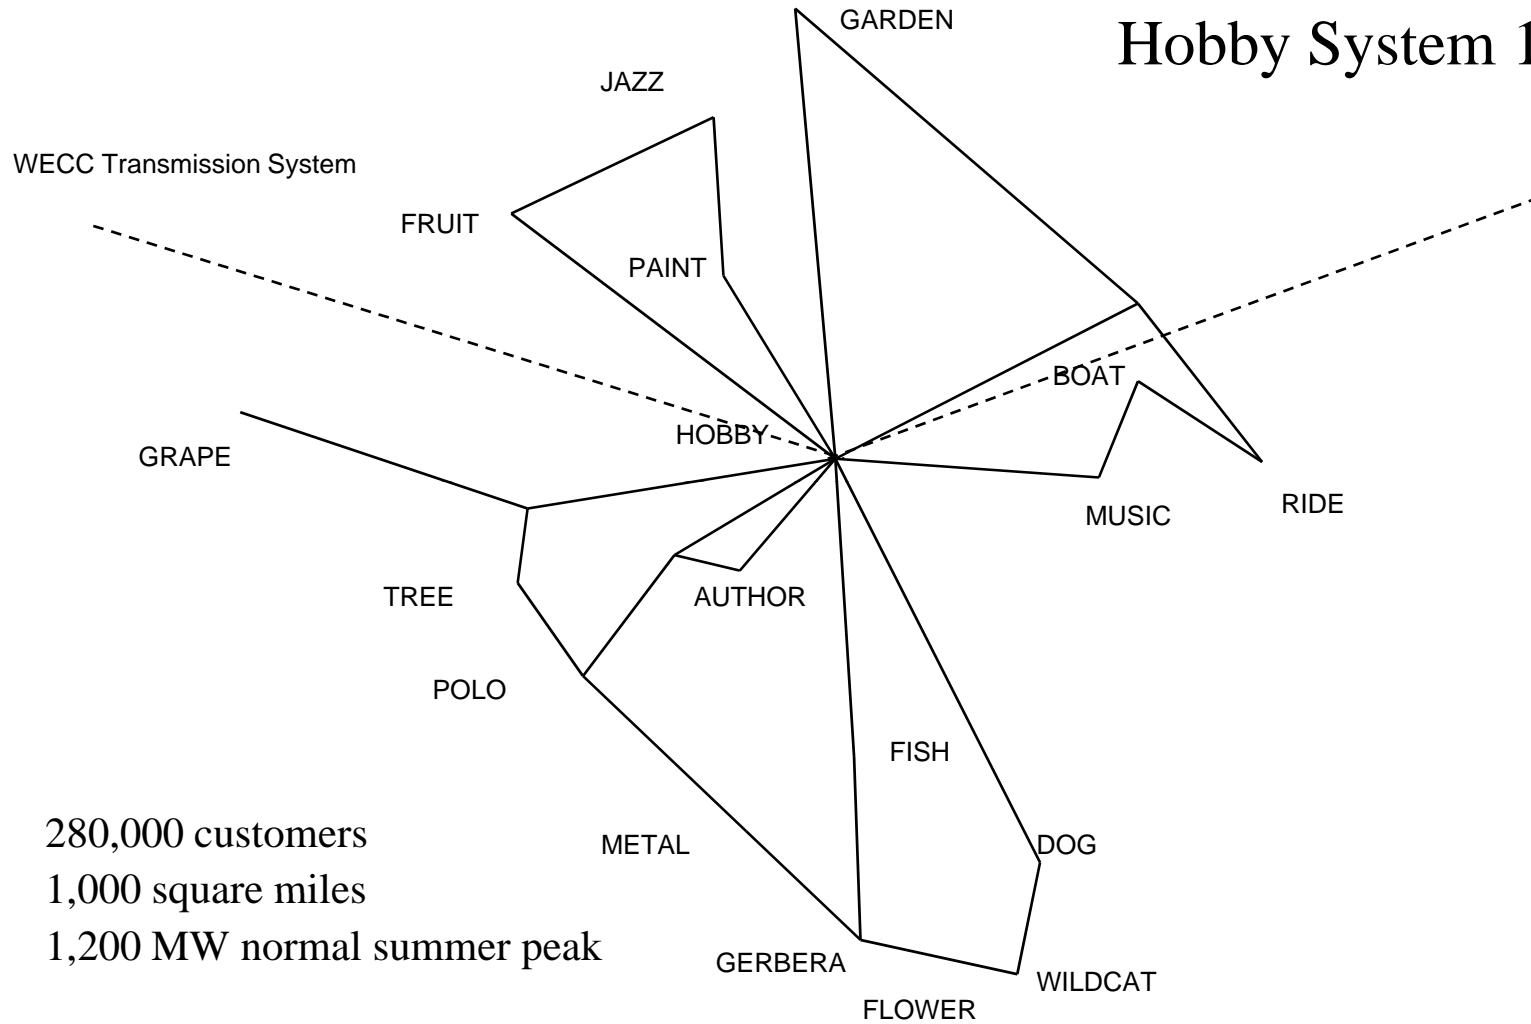 GARDEN
Hobby System 1
JAZZ
WECC Transmission System
FRUIT
PAINT
BOAT
HOBBY
GRAPE
RIDE
MUSIC
TREE
AUTHOR
POLO
FISH
METAL
DOG
280,000 customers
1,000 square miles
1,200 MW normal summer peak
GERBERA
WILDCAT
FLOWER